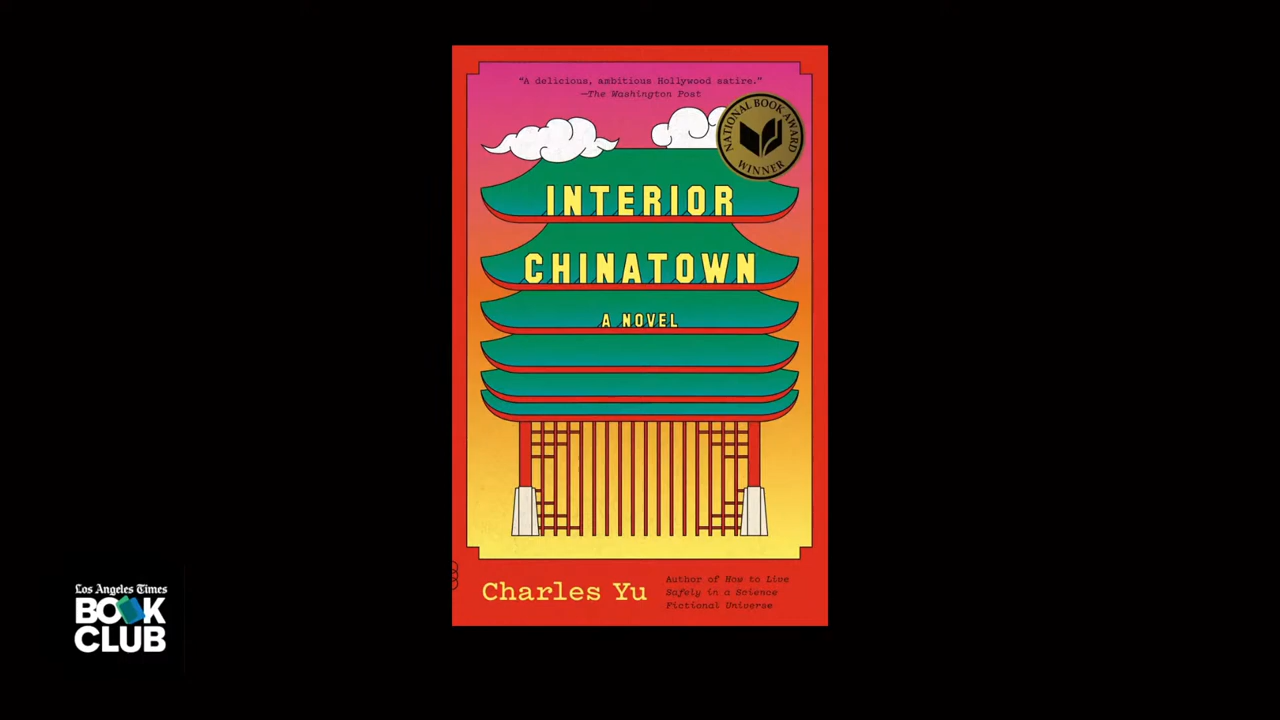 “A delicious, ambitious Hollywood satire.”
—The Washington Post
NATIONAL BOOK AWARD
WINNER
INTERIOR
CHINATOWN
A NOVEL
Charles Yu
Author of How to Live
Safely in a Science
Fictional Universe
Los Angeles Times
BOOK
CLUB